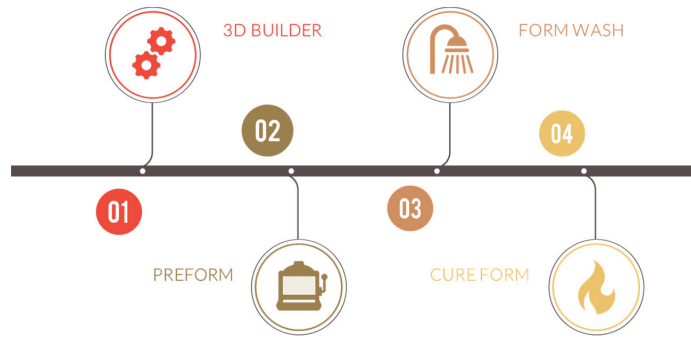 3D BUILDER
01
02
PREFORM
FORM WASH
03
04
CURE FORM